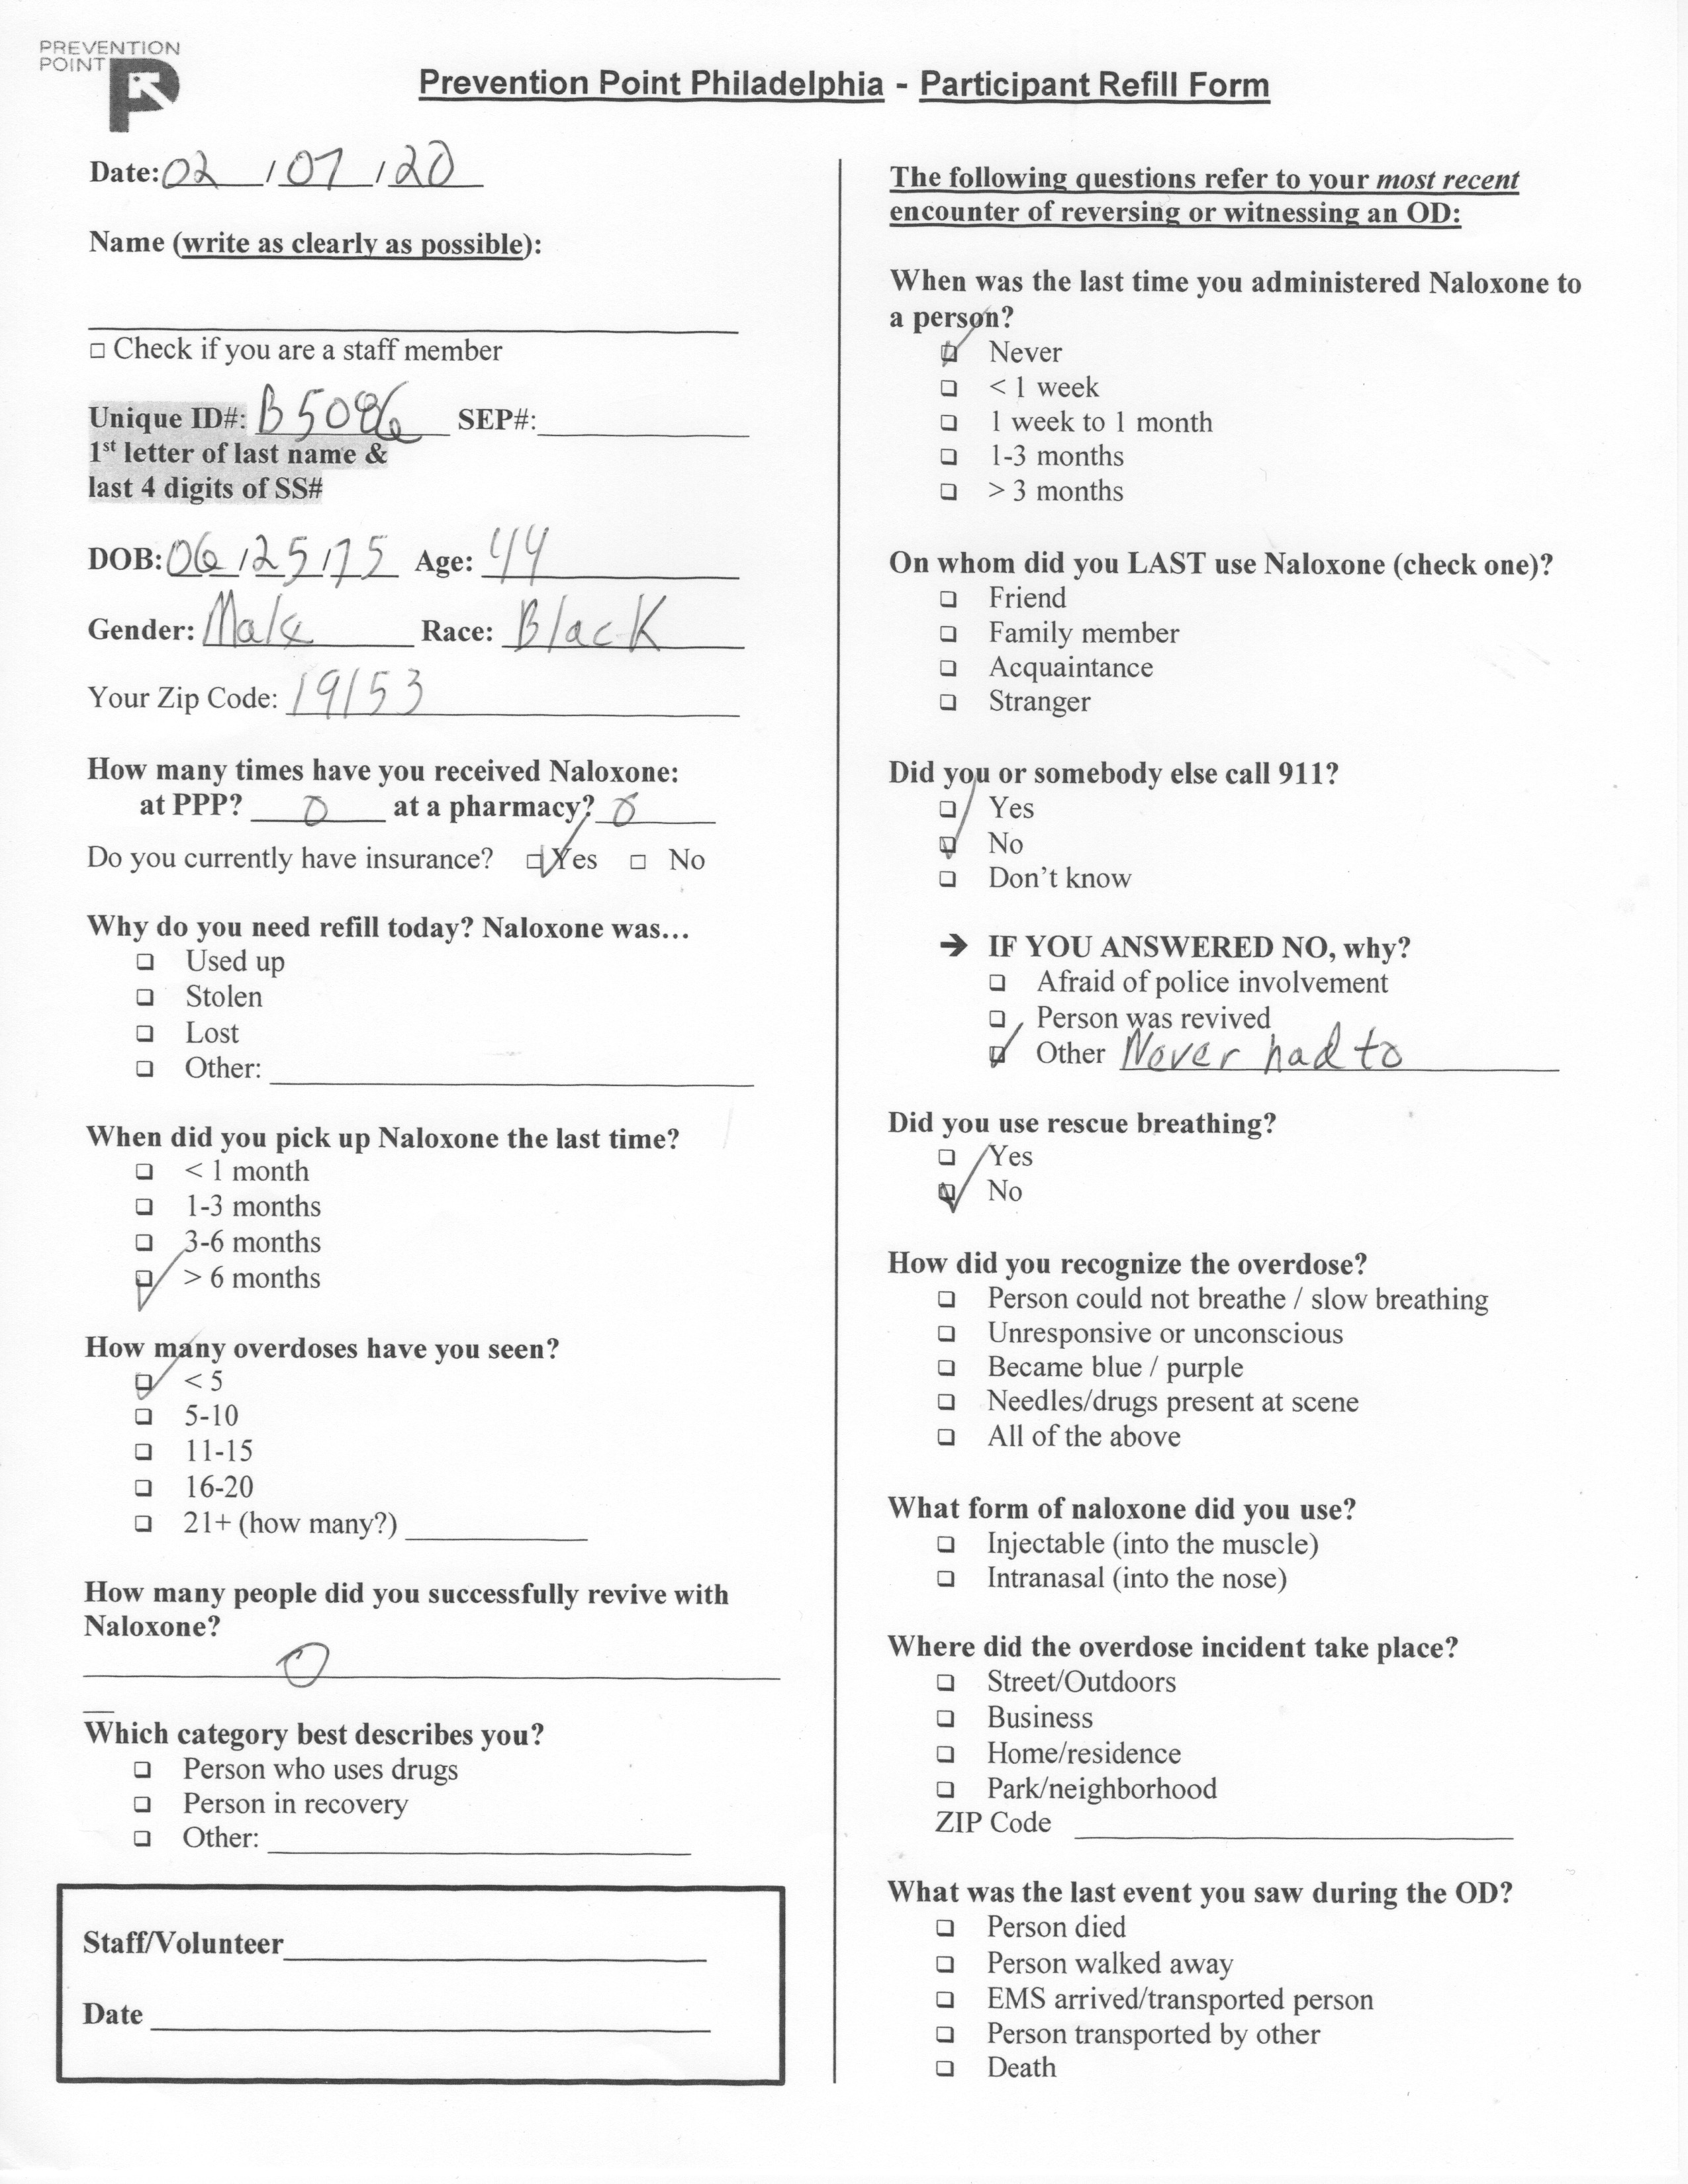 PREVENTION
POINT
Prevention Point Philadelphia - Participant Refill Form
Date: 02 / 07 / 20
Name (write as clearly as possible):
□ Check if you are a staff member
Unique ID#: B5086 SEP#:
1st letter of last name &
last 4 digits of SS#
DOB: 06/25/75 Age: 44
Gender: Male Race: Black
Your Zip Code: 19153
How many times have you received Naloxone:
at PPP? 0 at a pharmacy? 0
Do you currently have insurance? ☑ Yes □ No
Why do you need refill today? Naloxone was…
❑ Used up
❑ Stolen
❑ Lost
❑ Other:
When did you pick up Naloxone the last time?
❑ < 1 month
❑ 1-3 months
❑ 3-6 months
☑ > 6 months
How many overdoses have you seen?
☑ < 5
❑ 5-10
❑ 11-15
❑ 16-20
❑ 21+ (how many?)
How many people did you successfully revive with
Naloxone?
0
Which category best describes you?
❑ Person who uses drugs
❑ Person in recovery
❑ Other:
Staff/Volunteer
Date
The following questions refer to your most recent
encounter of reversing or witnessing an OD:
When was the last time you administered Naloxone to
a person?
☑ Never
❑ < 1 week
❑ 1 week to 1 month
❑ 1-3 months
❑ > 3 months
On whom did you LAST use Naloxone (check one)?
❑ Friend
❑ Family member
❑ Acquaintance
❑ Stranger
Did you or somebody else call 911?
❑ Yes
☑ No
❑ Don't know
➔ IF YOU ANSWERED NO, why?
❑ Afraid of police involvement
❑ Person was revived
☑ Other Never had to
Did you use rescue breathing?
❑ Yes
☑ No
How did you recognize the overdose?
❑ Person could not breathe / slow breathing
❑ Unresponsive or unconscious
❑ Became blue / purple
❑ Needles/drugs present at scene
❑ All of the above
What form of naloxone did you use?
❑ Injectable (into the muscle)
❑ Intranasal (into the nose)
Where did the overdose incident take place?
❑ Street/Outdoors
❑ Business
❑ Home/residence
❑ Park/neighborhood
ZIP Code
What was the last event you saw during the OD?
❑ Person died
❑ Person walked away
❑ EMS arrived/transported person
❑ Person transported by other
❑ Death